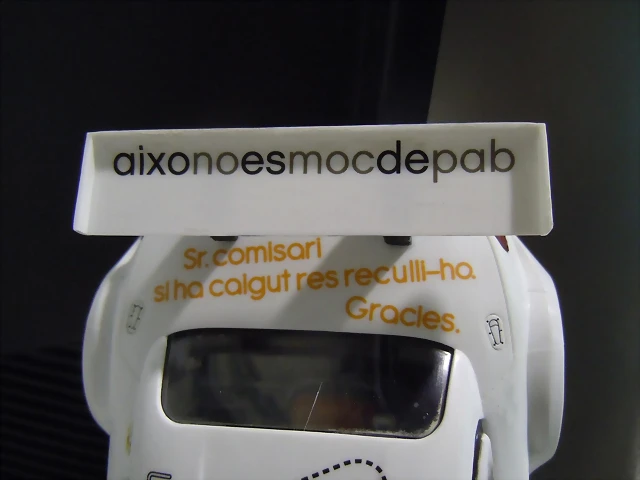 aixonoesmocdepab
Sr. comisari
si ha caigut res reculli-ho.
Gracies.